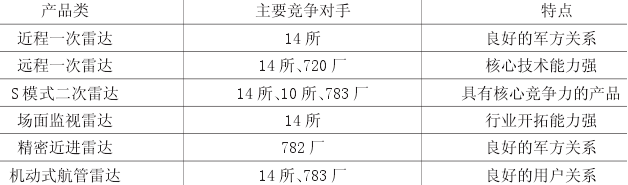 产品类 主要竞争对手 特点
近程一次雷达 14所 良好的军方关系
远程一次雷达 14所、720厂 核心技术能力强
S模式二次雷达 14所、10所、783厂 具有核心竞争力的产品
场面监视雷达 14所 行业开拓能力强
精密近进雷达 782厂 良好的军方关系
机动式航管雷达 14所、783厂 良好的用户关系